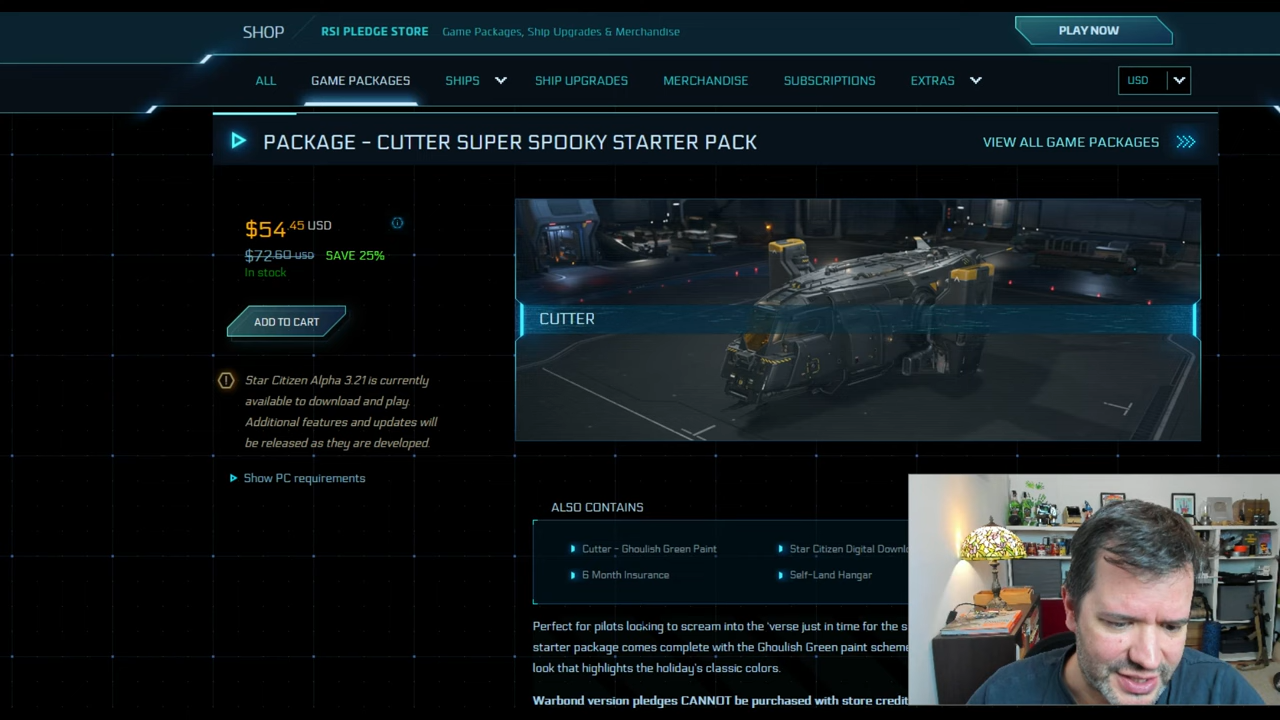 SHOP
RSI PLEDGE STORE
Game Packages, Ship Upgrades & Merchandise
PLAY NOW
ALL
GAME PACKAGES
SHIPS
SHIP UPGRADES
MERCHANDISE
SUBSCRIPTIONS
EXTRAS
USD
PACKAGE - CUTTER SUPER SPOOKY STARTER PACK
VIEW ALL GAME PACKAGES
$54.45 USD
$72.60 USD SAVE 25%
In stock
ADD TO CART
CUTTER
Star Citizen Alpha 3.21 is currently
available to download and play.
Additional features and updates will
be released as they are developed.
Show PC requirements
ALSO CONTAINS
Cutter - Ghoulish Green Paint
Star Citizen Digital
6 Month Insurance
Self-Land Hangar
Perfect for pilots looking to scream into the 'verse just in time for the
starter package comes complete with the Ghoulish Green paint scheme
look that highlights the holiday's classic colors.
Warbond version pledges CANNOT be purchased with store credit